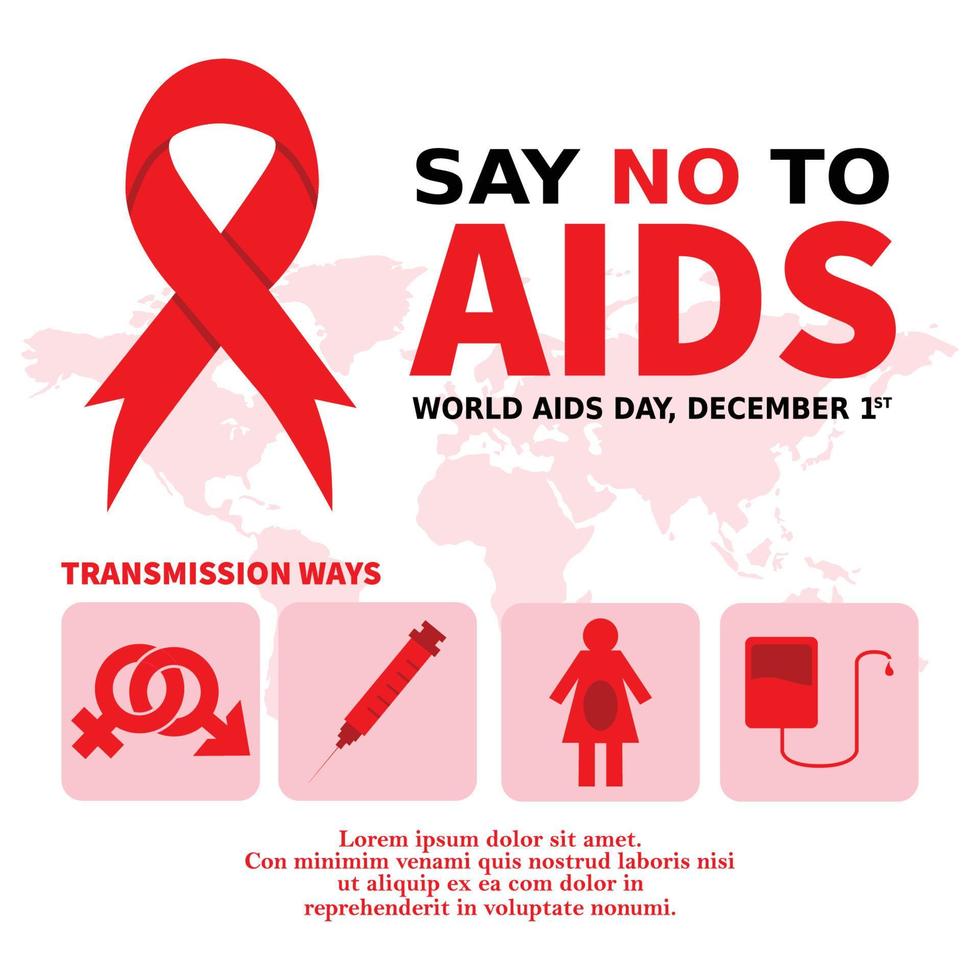 SAY NO TO
AIDS
WORLD AIDS DAY, DECEMBER 1ST
TRANSMISSION WAYS
Lorem ipsum dolor sit amet.
Con minimim venami quis nostrud laboris nisi
ut aliquip ex ea com dolor in
reprehenderit in voluptate nonumi.